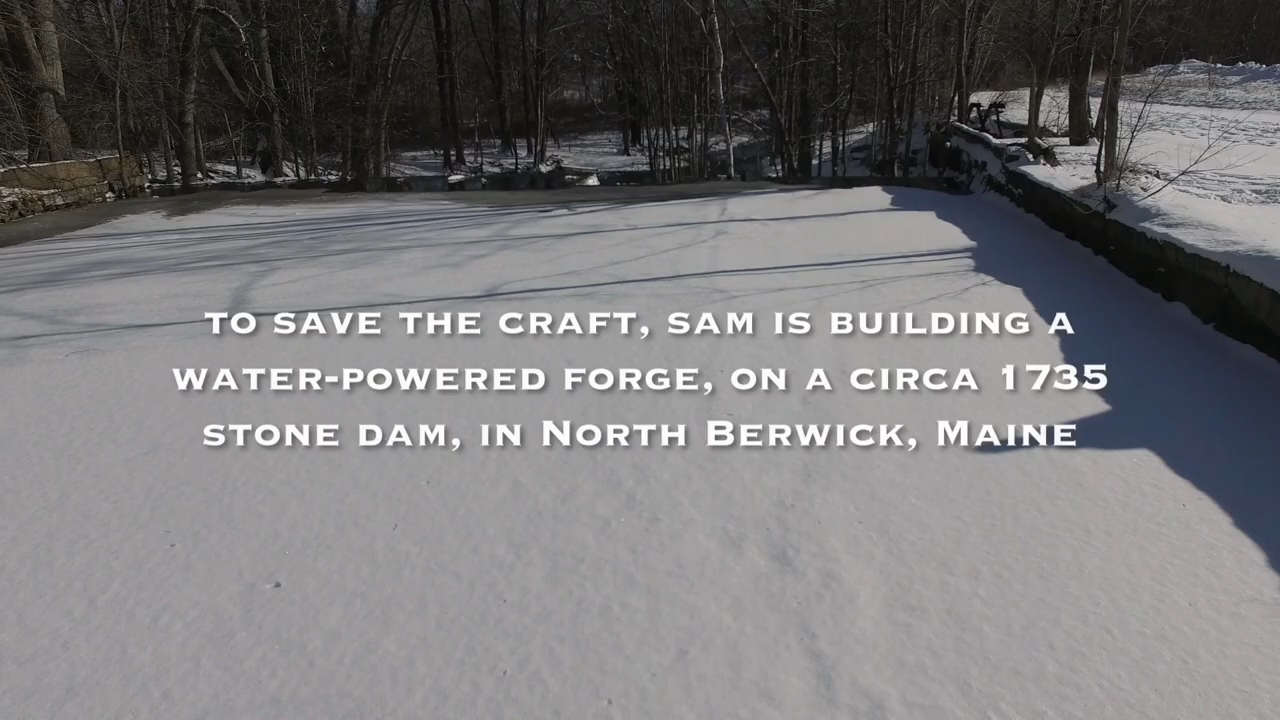 TO SAVE THE CRAFT, SAM IS BUILDING A
WATER-POWERED FORGE, ON A CIRCA 1735
STONE DAM, IN NORTH BERWICK, MAINE